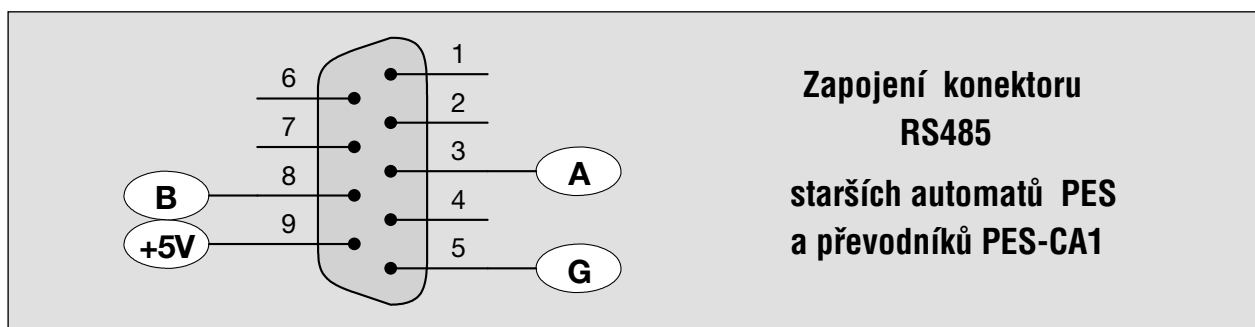 1
6
2
7
3
A
8
B
4
9
+5V
5
G
Zapojení konektoru
RS485
starších automatů PES
a převodníků PES-CA1